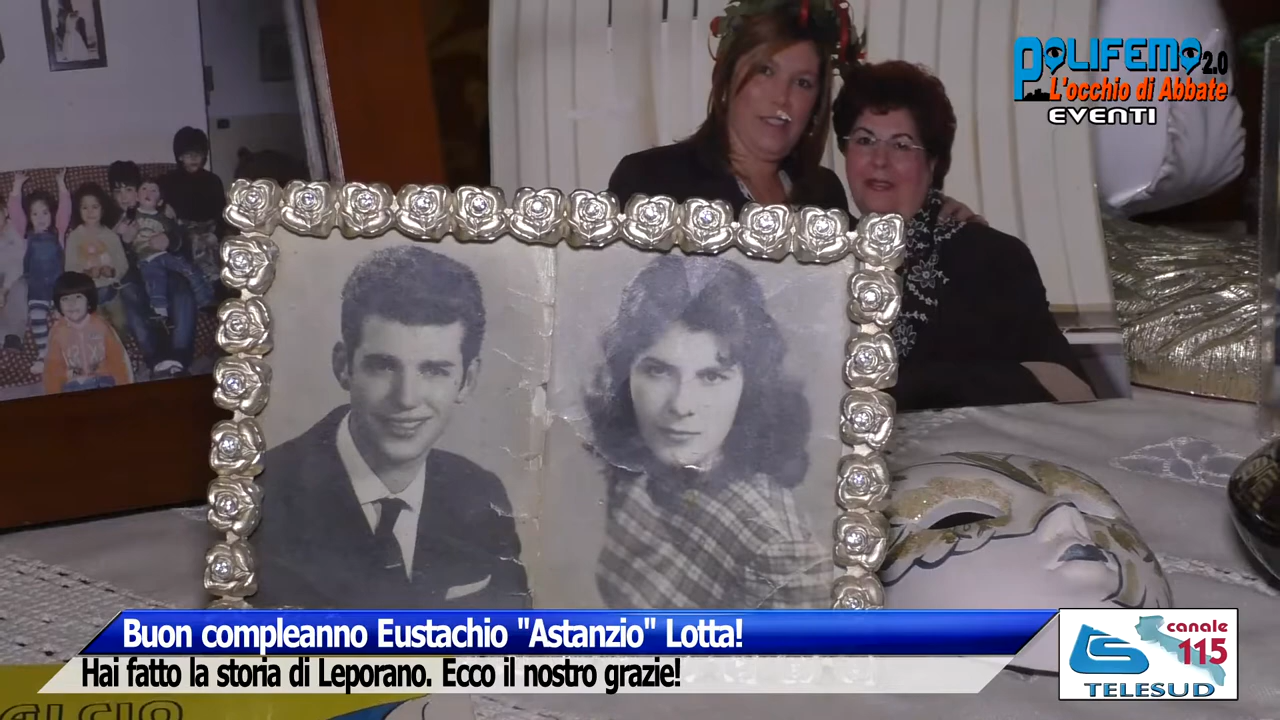 POLIFEMO 2.0
L'occhio di Abbate
EVENTI
Buon compleanno Eustachio "Astanzio" Lotta!
Hai fatto la storia di Leporano. Ecco il nostro grazie!
canale
115
TELESUD